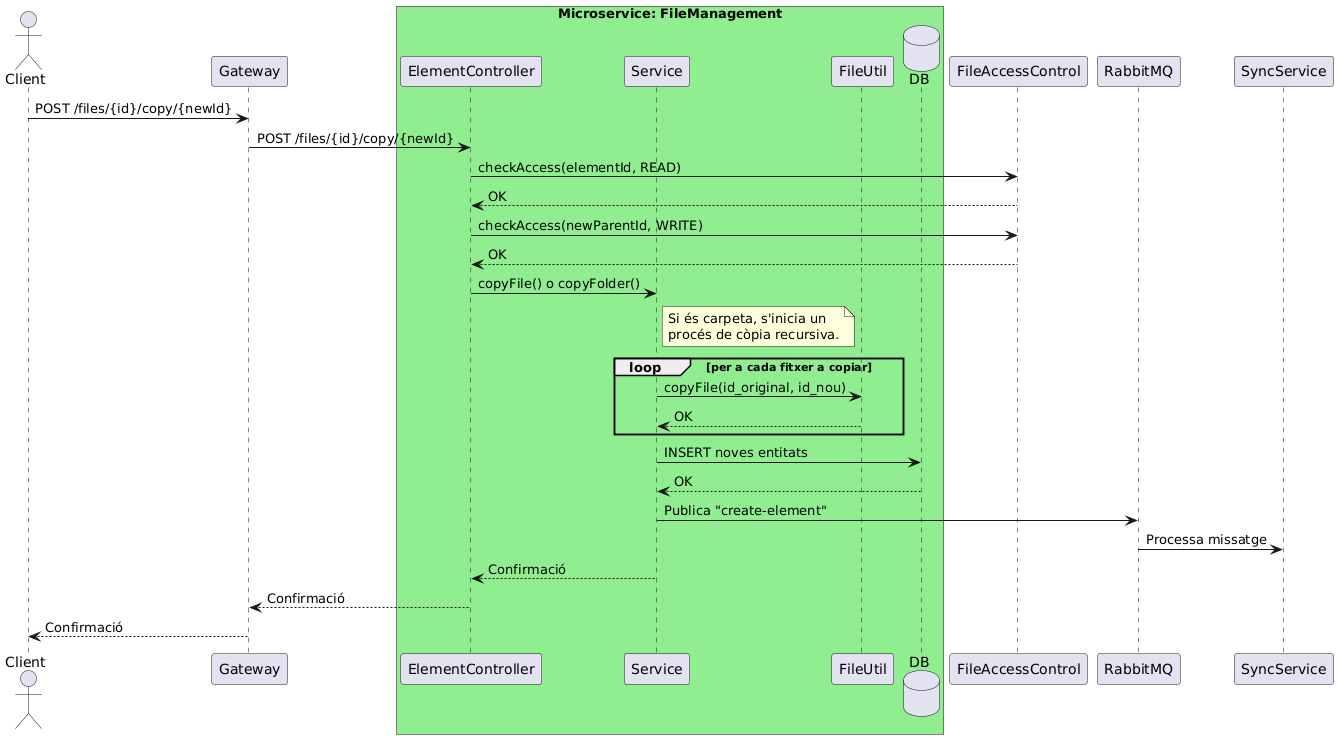 Microservice: FileManagement
Client
Gateway
ElementController
Service
FileUtil
DB
FileAccessControl
RabbitMQ
SyncService
POST /files/{id}/copy/{newId}
POST /files/{id}/copy/{newId}
checkAccess(elementId, READ)
OK
checkAccess(newParentId, WRITE)
OK
copyFile() o copyFolder()
Si és carpeta, s'inicia un
procés de còpia recursiva.
loop
[per a cada fitxer a copiar]
copyFile(id_original, id_nou)
OK
INSERT noves entitats
OK
Publica "create-element"
Processa missatge
Confirmació
Confirmació
Confirmació
Client
Gateway
ElementController
Service
FileUtil
DB
FileAccessControl
RabbitMQ
SyncService